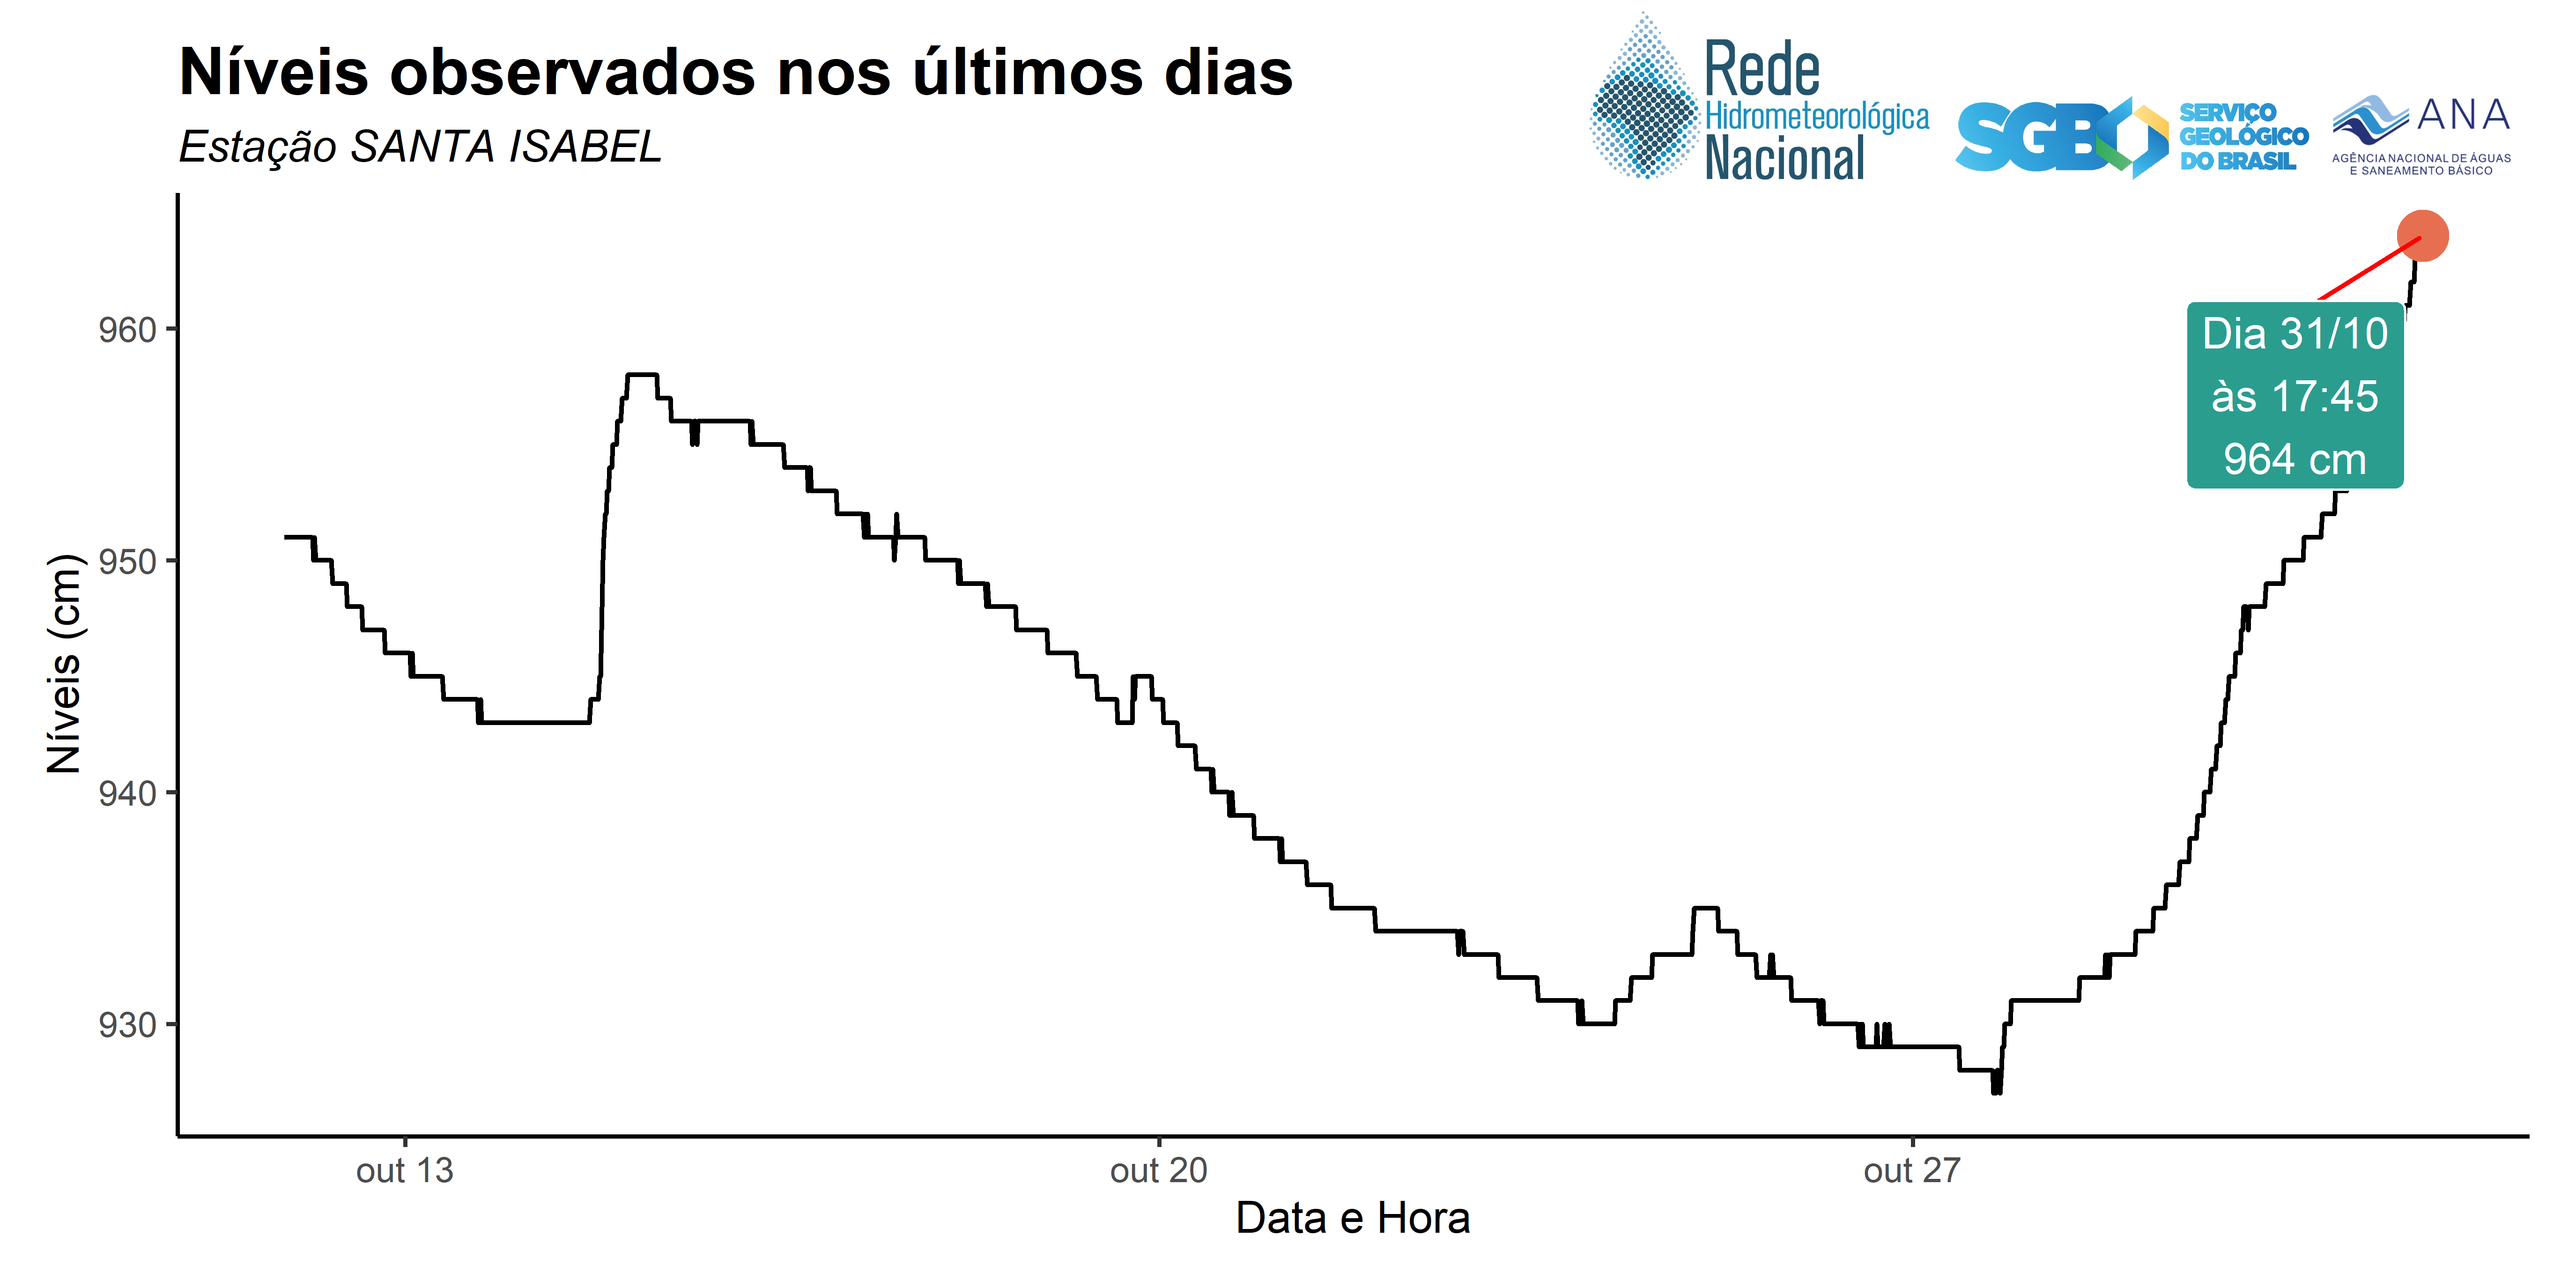 Níveis observados nos últimos dias
Estação SANTA ISABEL
Rede
Hidrometeorológica
Nacional
SGB
SERVIÇO
GEOLÓGICO
DO BRASIL
ANA
AGÊNCIA NACIONAL DE ÁGUAS
E SANEAMENTO BÁSICO
Níveis (cm)
960
950
940
930
Dia 31/10
às 17:45
964 cm
out 13
out 20
out 27
Data e Hora